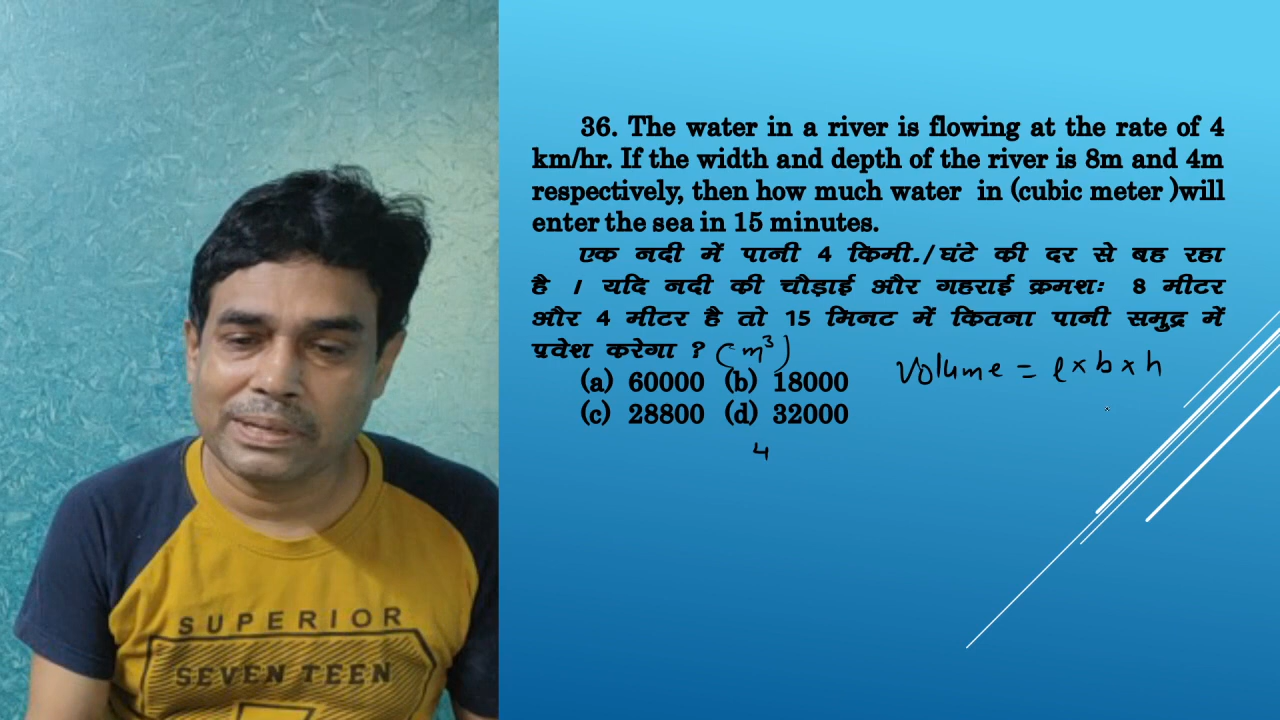 36. The water in a river is flowing at the rate of 4
km/hr. If the width and depth of the river is 8m and 4m
respectively, then how much water in (cubic meter )will
enter the sea in 15 minutes.
एक नदी में पानी 4 किमी./घंटे की दर से बह रहा
है । यदि नदी की चौड़ाई और गहराई क्रमशः 8 मीटर
और 4 मीटर है तो 15 मिनट में कितना पानी समुद्र में
प्रवेश करेगा ? (m³)
Volume = l × b × h
(a) 60000 (b) 18000
(c) 28800 (d) 32000
4
SUPERIOR
SEVEN TEEN